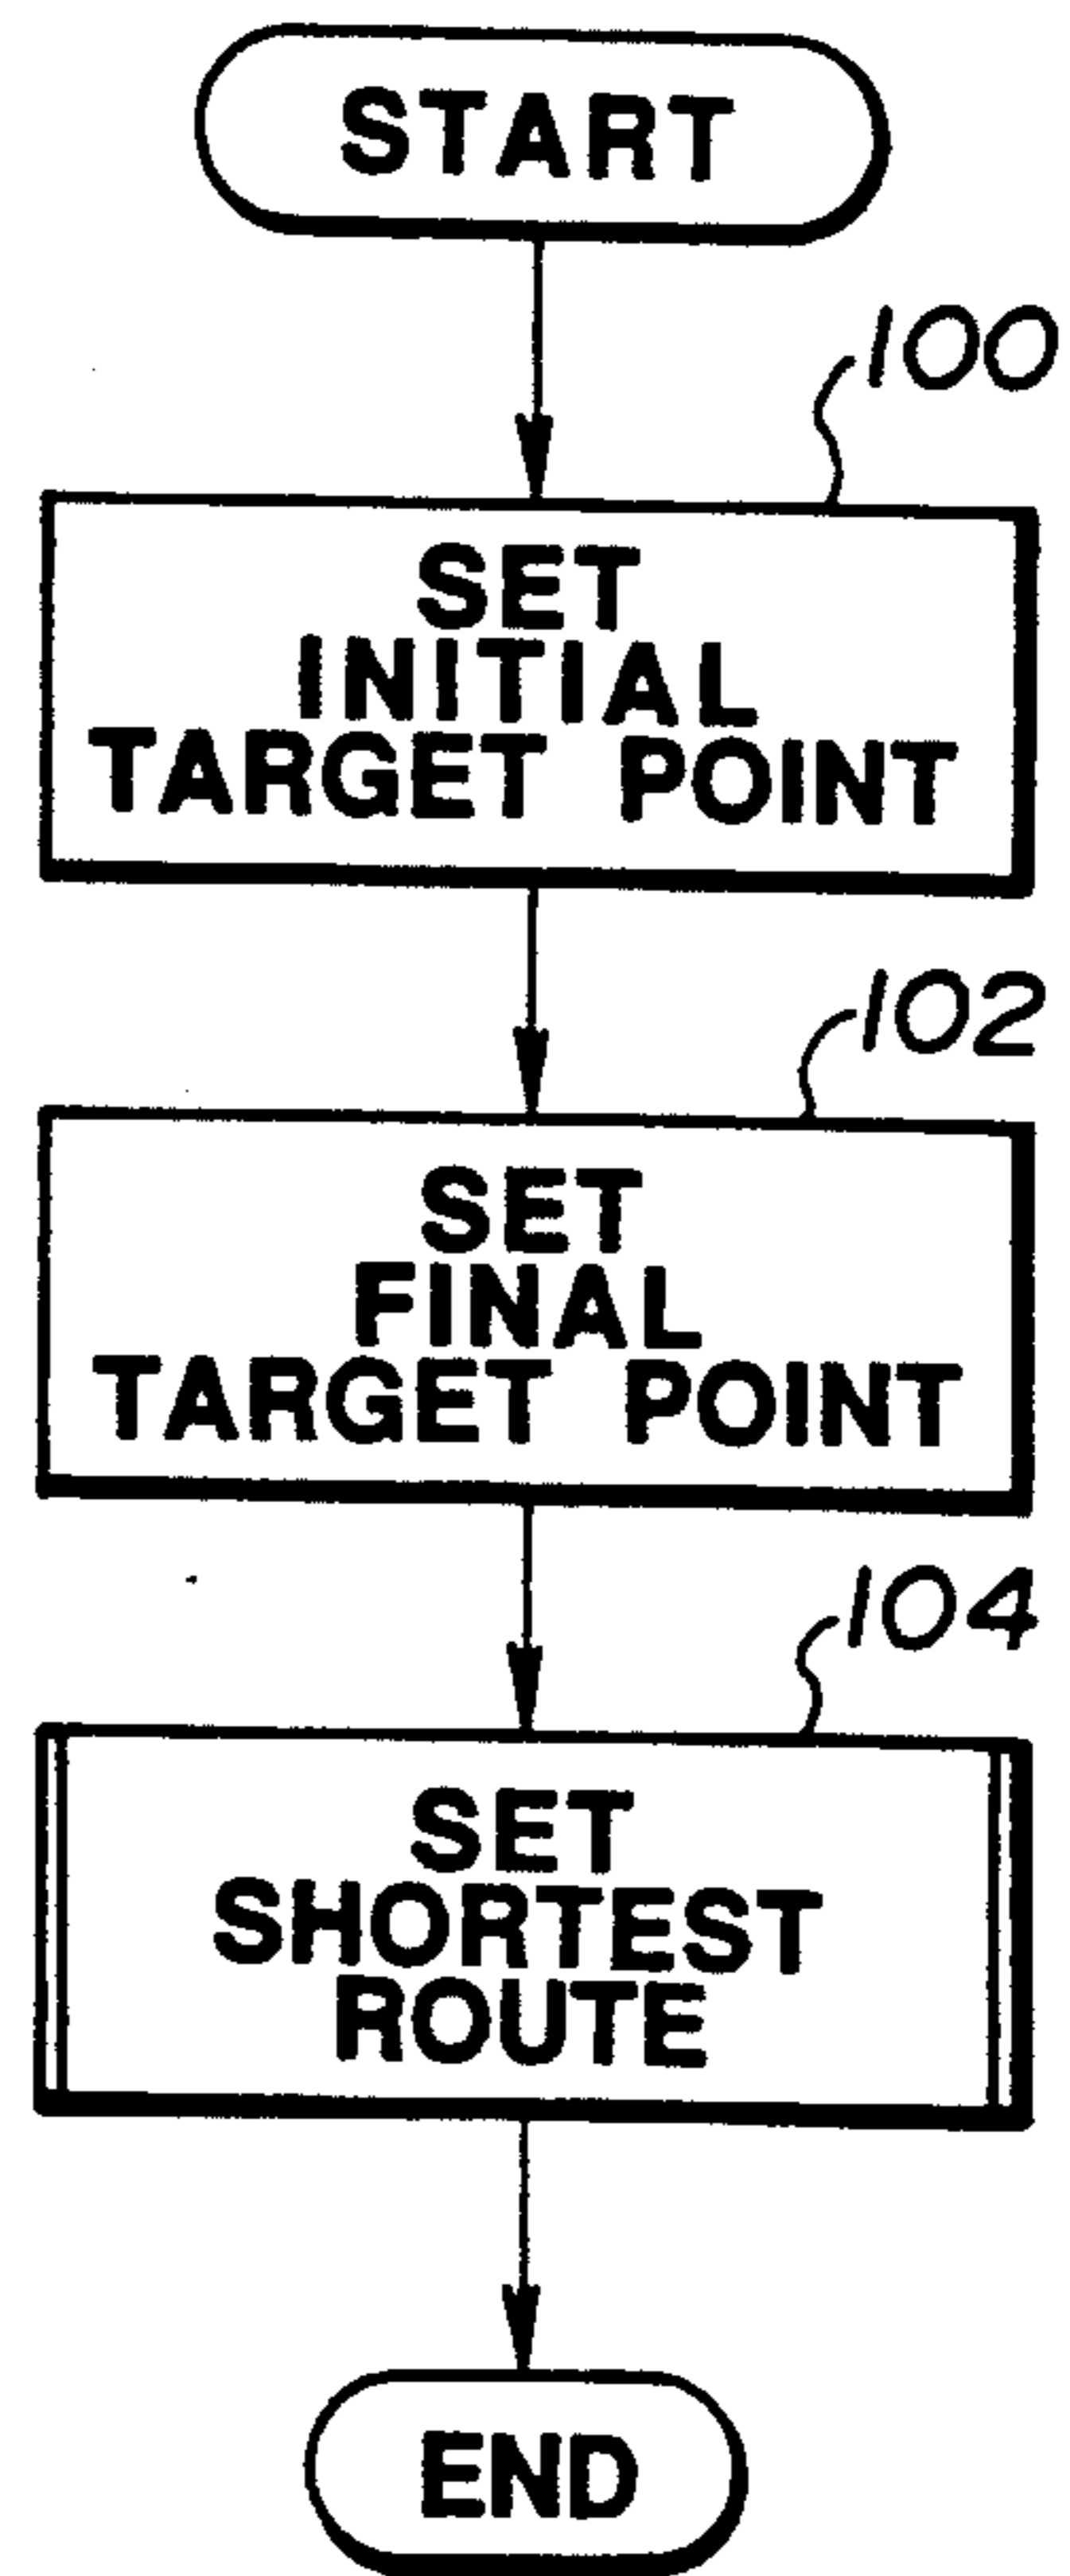 START
100
SET
INITIAL
TARGET POINT
102
SET
FINAL
TARGET POINT
104
SET
SHORTEST
ROUTE
END